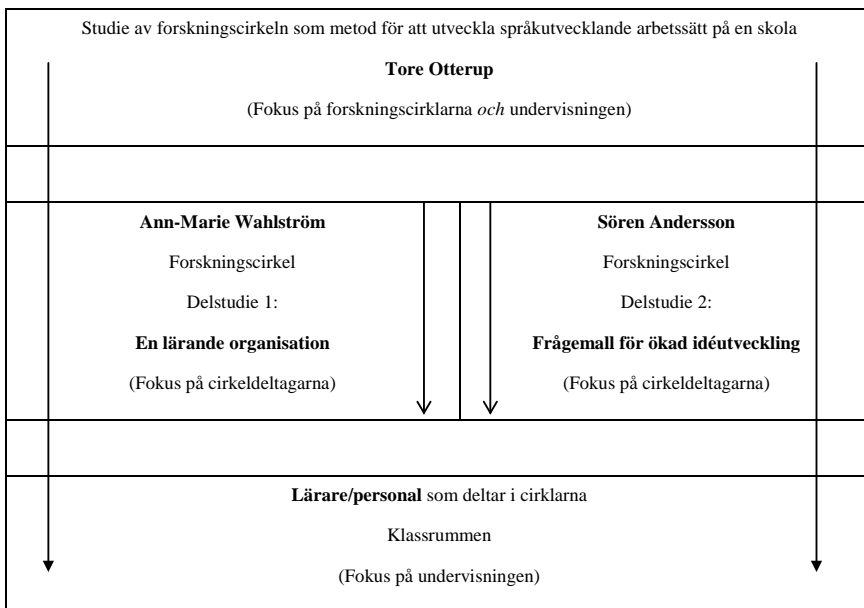 Studie av forskningscirkeln som metod för att utveckla språkutvecklande arbetssätt på en skola
Tore Otterup
(Fokus på forskningscirklarna och undervisningen)
Ann-Marie Wahlström
Forskningscirkel
Delstudie 1:
En lärande organisation
(Fokus på cirkeldeltagarna)
Sören Andersson
Forskningscirkel
Delstudie 2:
Frågemall för ökad idéutveckling
(Fokus på cirkeldeltagarna)
Lärare/personal som deltar i cirklarna
Klassrummen
(Fokus på undervisningen)